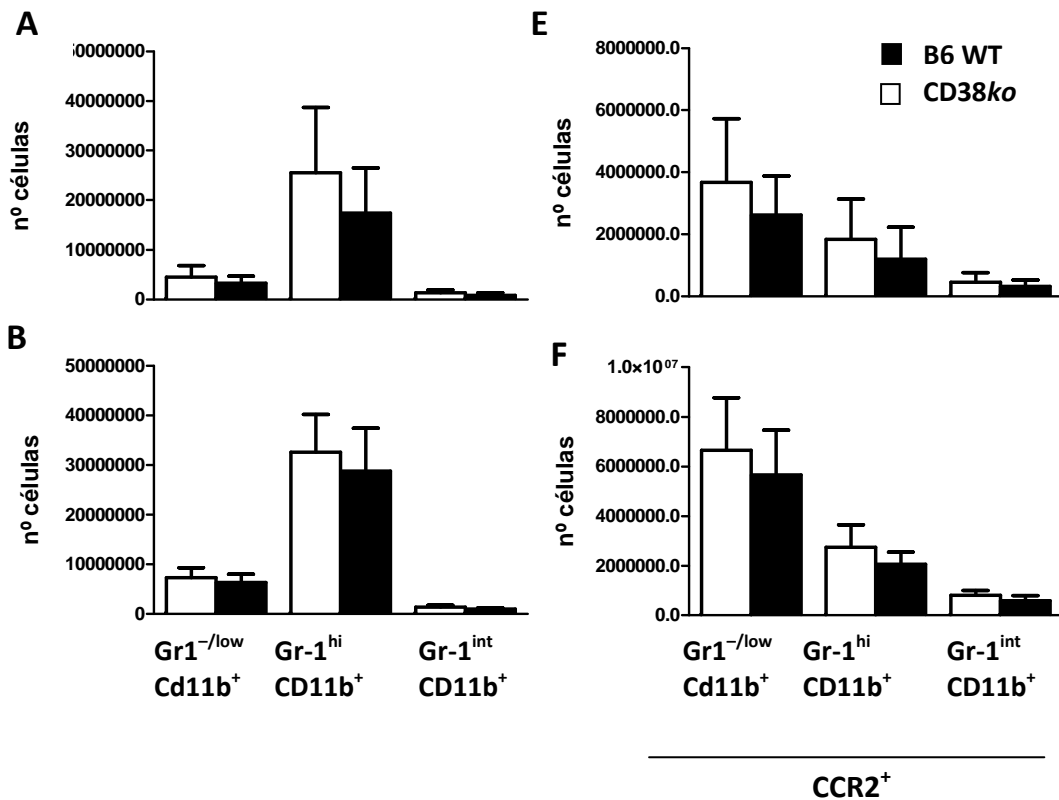 A
:0000000
40000000
30000000
20000000
10000000
0
nº células
E
8000000.0
6000000.0
4000000.0
2000000.0
0.0
nº células
B6 WT
CD38ko
B
50000000
40000000
30000000
20000000
10000000
0
nº células
Gr1⁻/low Gr-1hi Gr-1int
Cd11b+ CD11b+ CD11b+
F
1.0×10 07
8000000.0
6000000.0
4000000.0
2000000.0
0.0
nº células
Gr1⁻/low Gr-1hi Gr-1int
Cd11b+ CD11b+ CD11b+
CCR2+